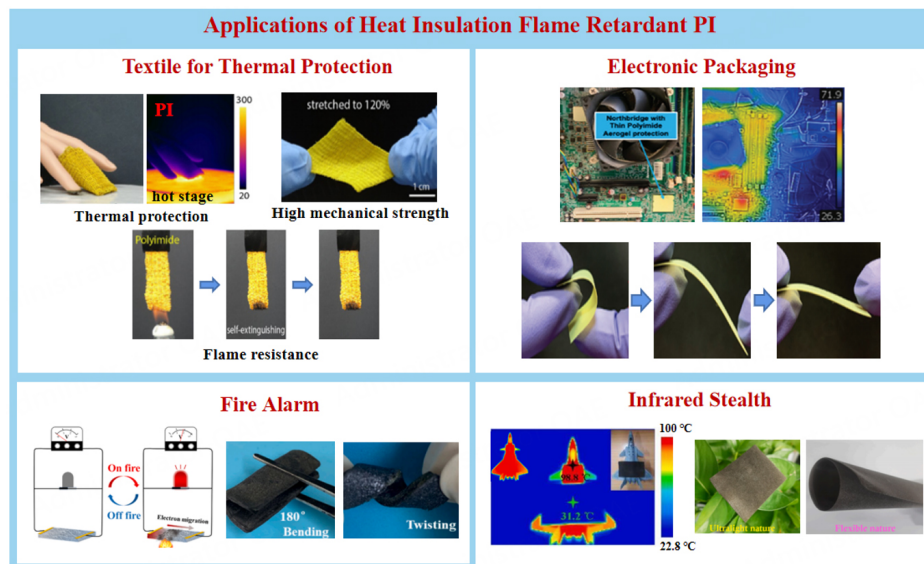 Applications of Heat Insulation Flame Retardant PI
Textile for Thermal Protection
PI
300
20
hot stage
Thermal protection
stretched to 120%
1 cm
High mechanical strength
Polyimide
self-extinguishing
Flame resistance
Electronic Packaging
Northbridge with
Thin Polyimide
Aerogel protection
71.9
26.3
Fire Alarm
On fire
Off fire
Electron migration
180°
Bending
Twisting
Infrared Stealth
98.8
31.2 ℃
100 ℃
22.8 ℃
Ultralight nature
Flexible nature